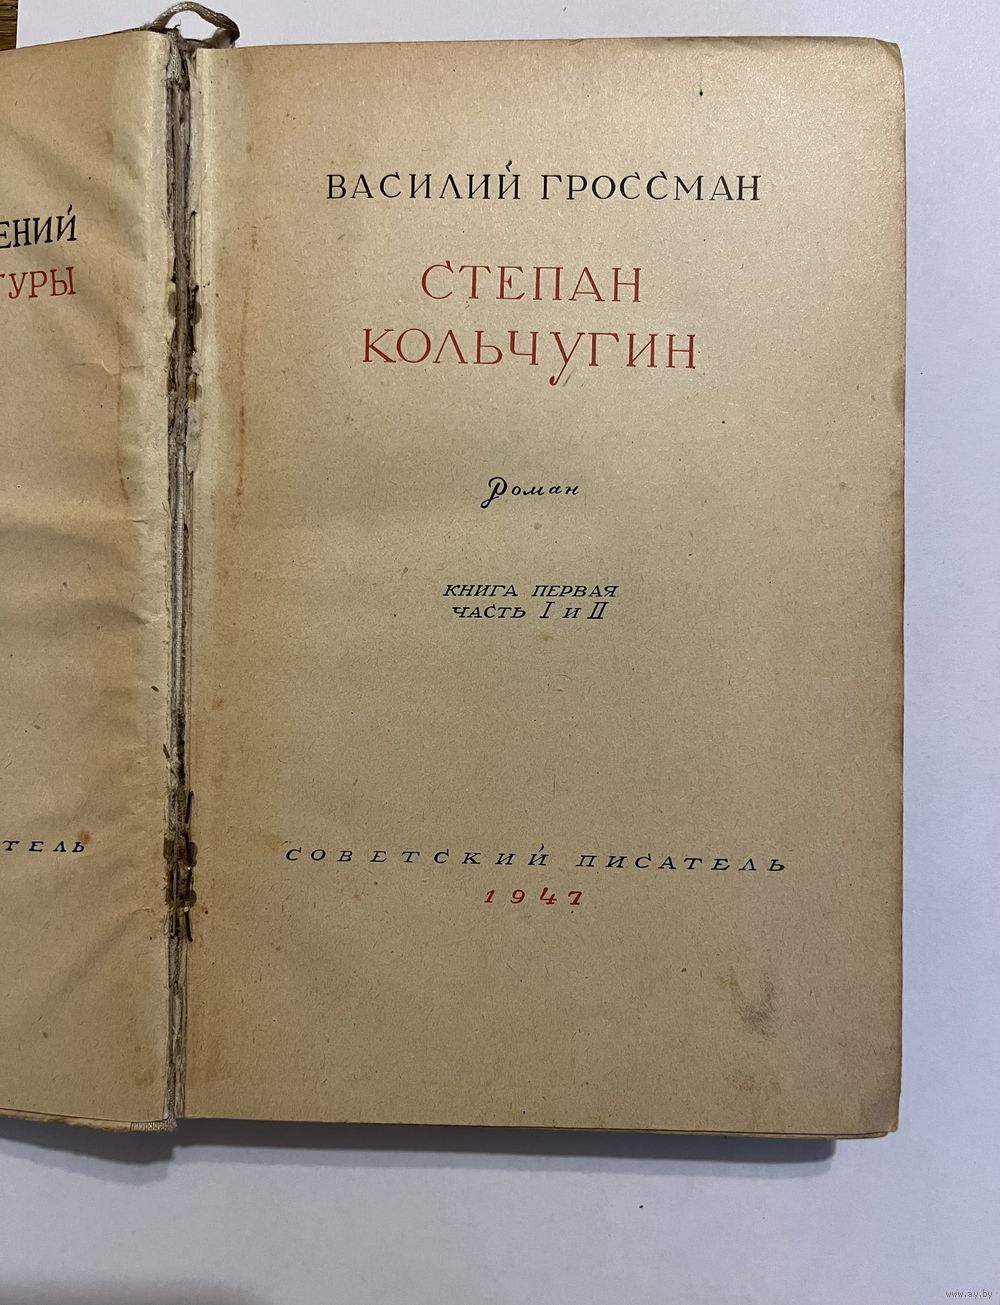 ЕНИЙ
ТУРЫ
ТЕЛЬ
ВАСИЛИЙ ГРОССМАН
СТЕПАН
КОЛЬЧУГИН
Роман
КНИГА ПЕРВАЯ
ЧАСТЬ I И II
СОВЕТСКИЙ ПИСАТЕЛЬ
1947
www.ay.by